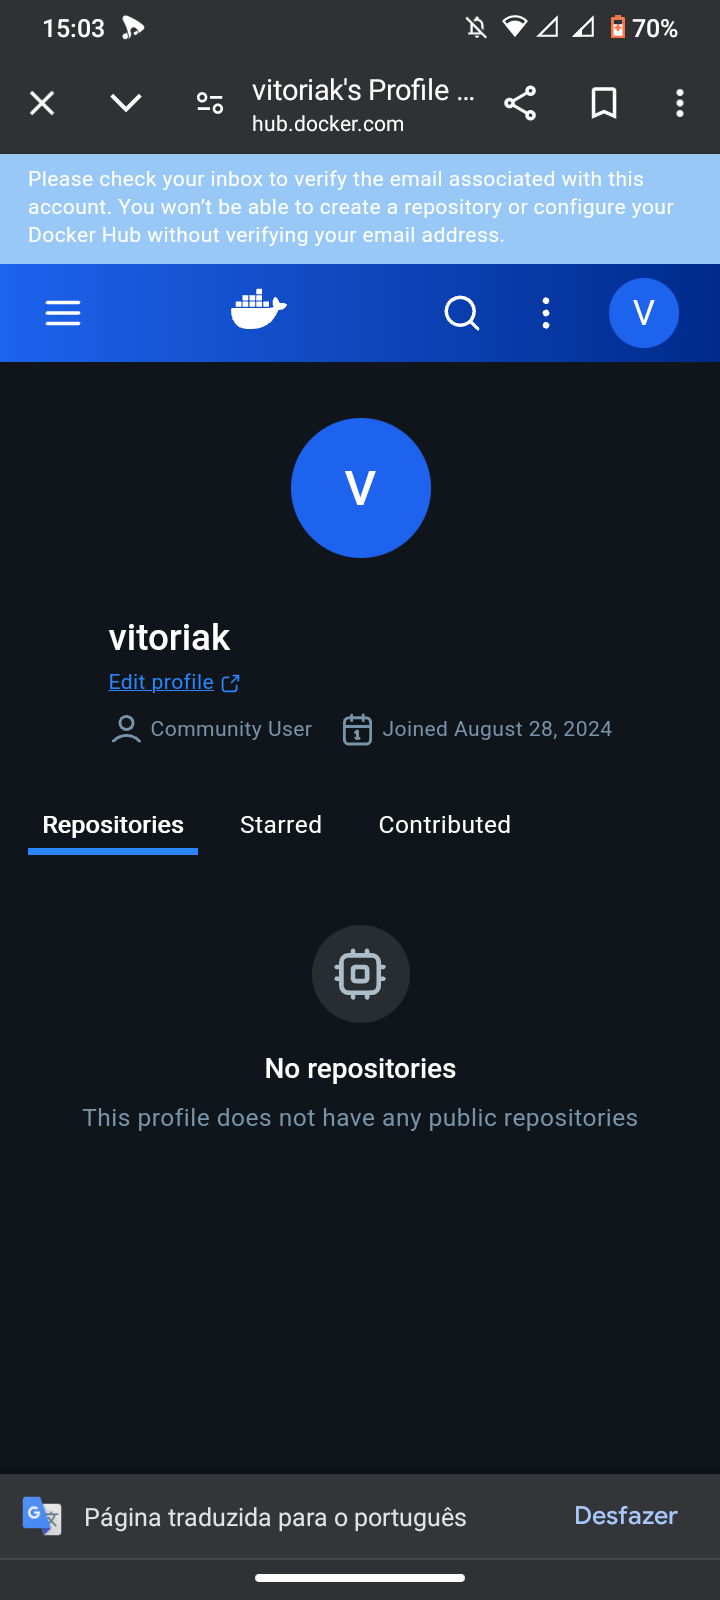 15:03
70%
vitoriak's Profile ...
hub.docker.com
Please check your inbox to verify the email associated with this
account. You won’t be able to create a repository or configure your
Docker Hub without verifying your email address.
V
V
vitoriak
Edit profile
Community User
1
Joined August 28, 2024
Repositories
Starred
Contributed
No repositories
This profile does not have any public repositories
G 文
Página traduzida para o português
Desfazer